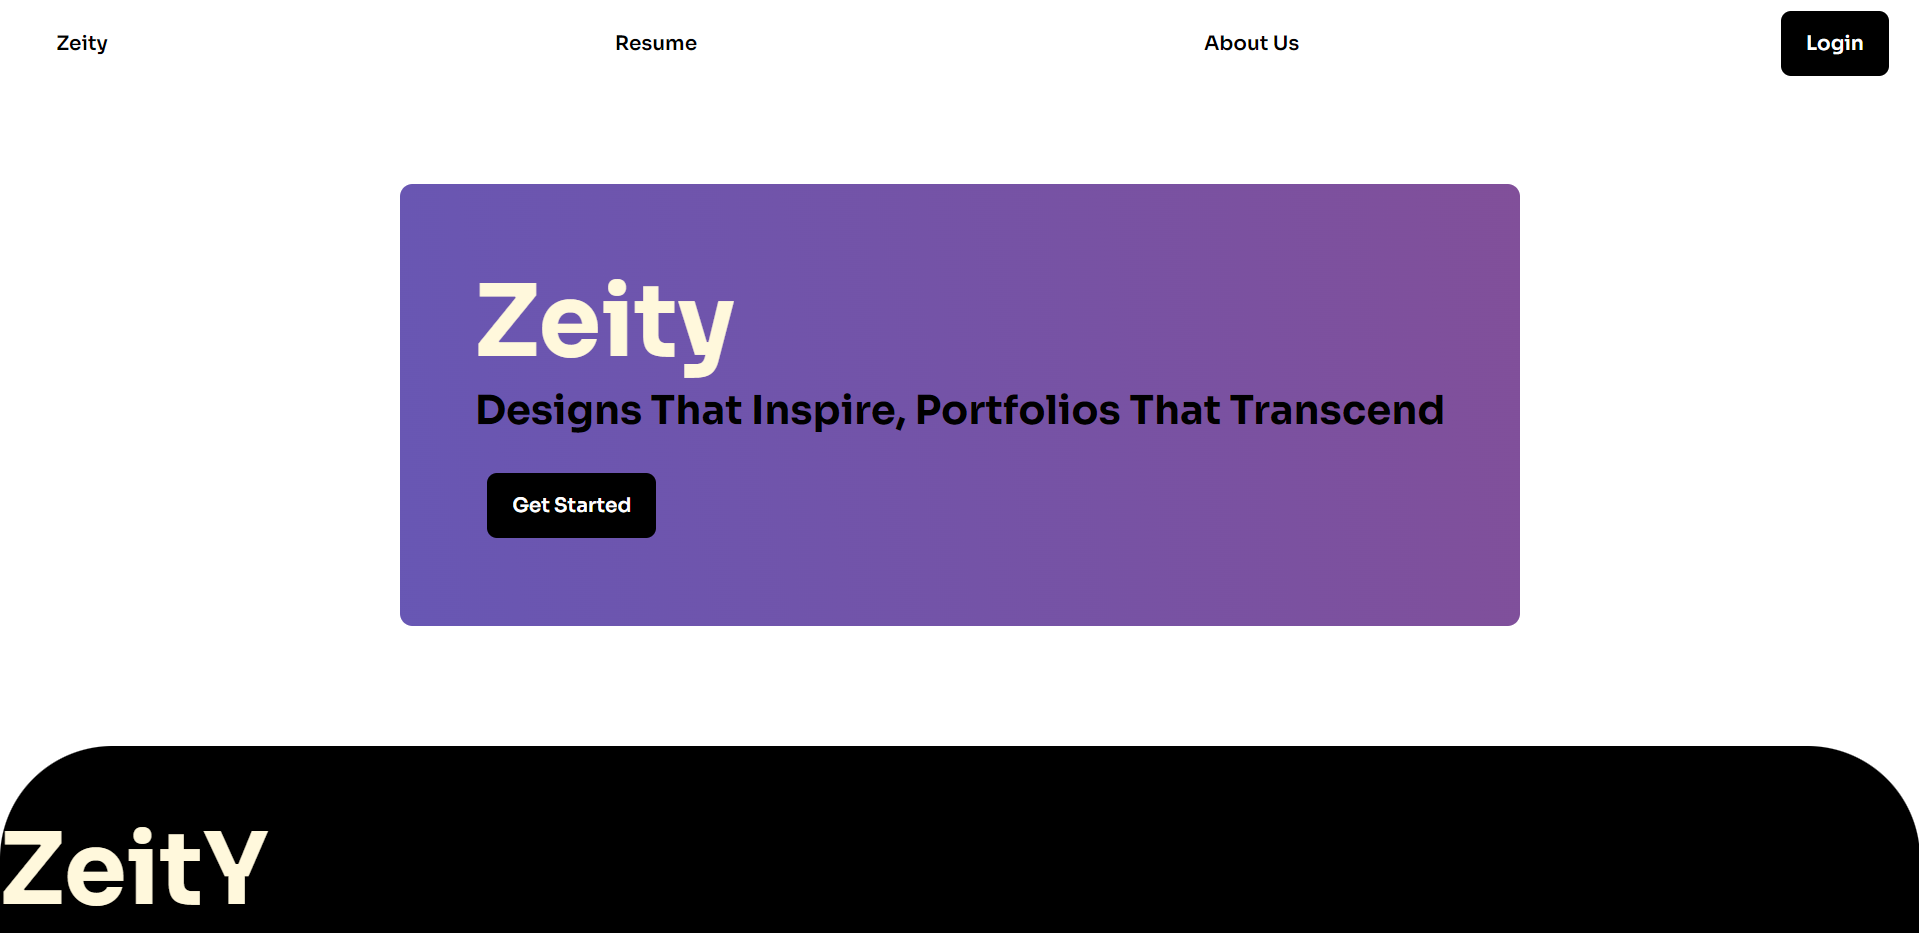 Zeity Resume About Us Login
Zeity
Designs That Inspire, Portfolios That Transcend
Get Started
ZeitY